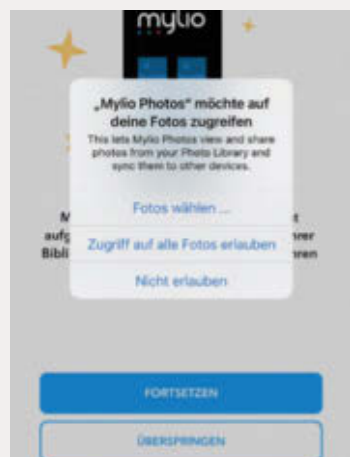 mylio
„Mylio Photos“ möchte auf
deine Fotos zugreifen
This lets Mylio Photos view and share
photos from your Photo Library and
sync them to other devices.
Fotos wählen ...
Zugriff auf alle Fotos erlauben
Nicht erlauben
FORTSETZEN
ÜBERSPRINGEN